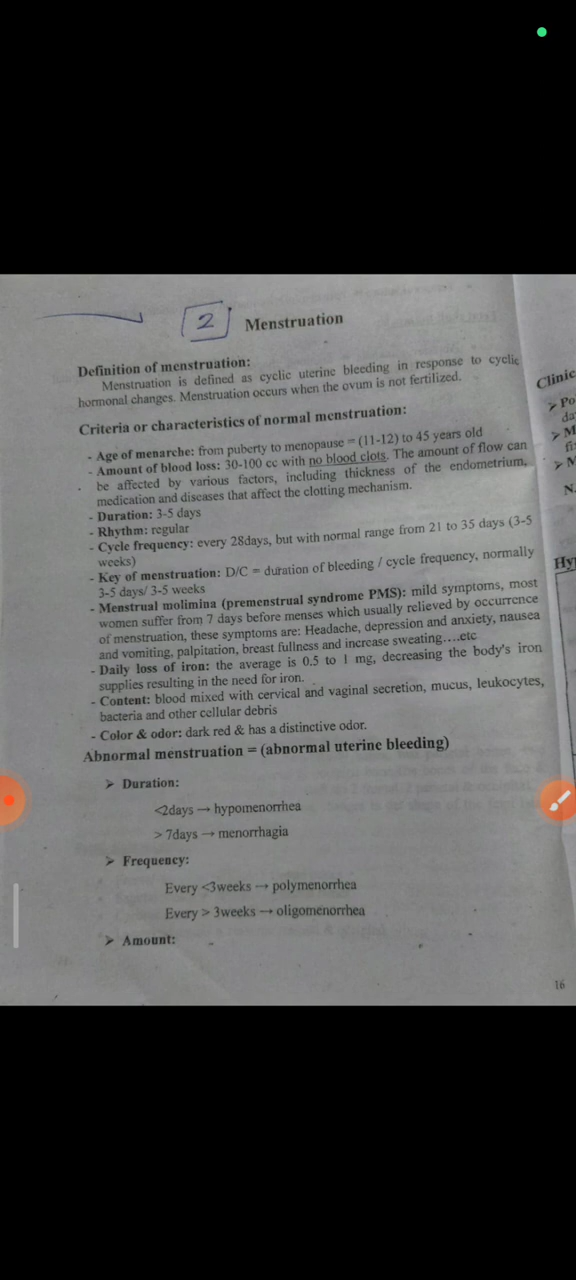 2 Menstruation
Definition of menstruation:
Menstruation is defined as cyclic uterine bleeding in response to cyclic
hormonal changes. Menstruation occurs when the ovum is not fertilized.
Criteria or characteristics of normal menstruation:
- Age of menarche: from puberty to menopause = (11-12) to 45 years old
- Amount of blood loss: 30-100 cc with no blood clots. The amount of flow can
be affected by various factors, including thickness of the endometrium,
medication and diseases that affect the clotting mechanism.
- Duration: 3-5 days
- Rhythm: regular
- Cycle frequency: every 28days, but with normal range from 21 to 35 days (3-5
weeks)
- Key of menstruation: D/C = duration of bleeding / cycle frequency, normally
3-5 days/ 3-5 weeks
- Menstrual molimina (premenstrual syndrome PMS): mild symptoms, most
women suffer from 7 days before menses which usually relieved by occurrence
of menstruation, these symptoms are: Headache, depression and anxiety, nausea
and vomiting, palpitation, breast fullness and increase sweating....etc
- Daily loss of iron: the average is 0.5 to 1 mg, decreasing the body's iron
supplies resulting in the need for iron.
- Content: blood mixed with cervical and vaginal secretion, mucus, leukocytes,
bacteria and other cellular debris
- Color & odor: dark red & has a distinctive odor.
Abnormal menstruation = (abnormal uterine bleeding)
➢ Duration:
<2days → hypomenorrhea
> 7days → menorrhagia
➢ Frequency:
Every <3weeks → polymenorrhea
Every > 3weeks → oligomenorrhea
➢ Amount:
16
Clinic
➢ Po
➢ M
➢ M
N.
Hyp